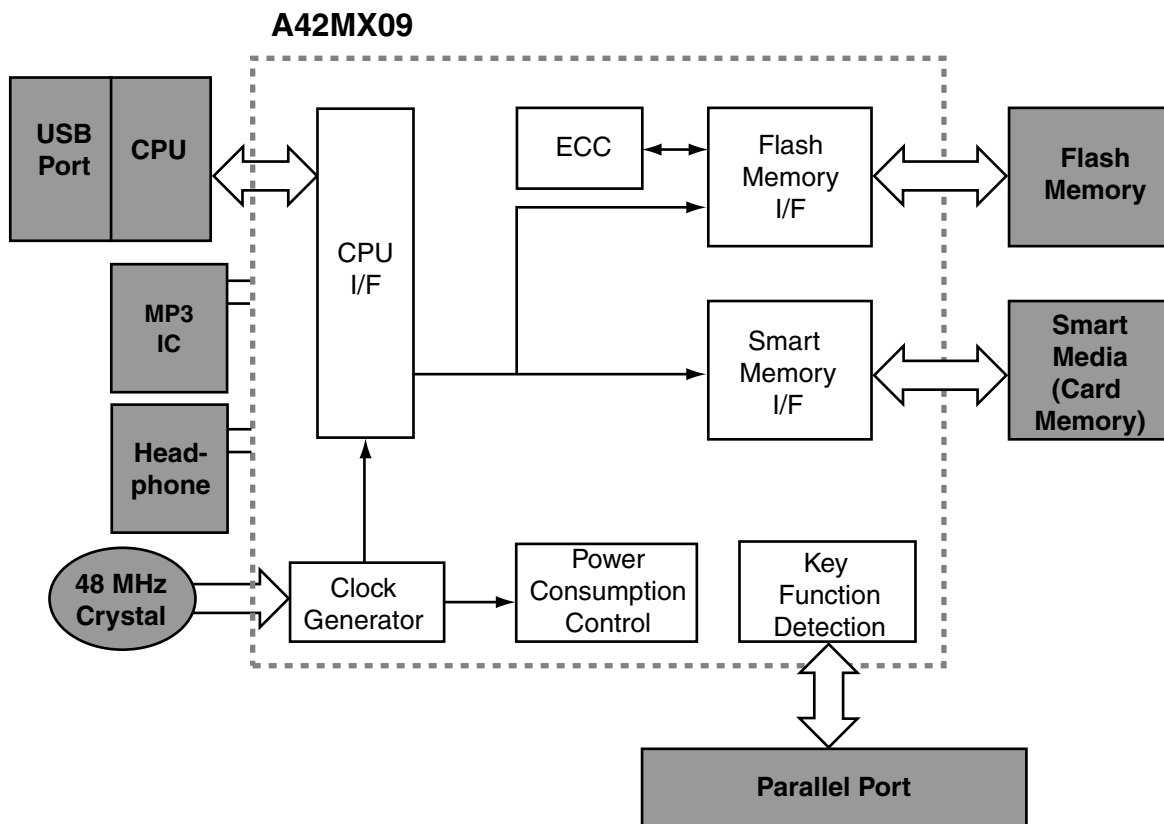 A42MX09
USB
Port
CPU
CPU
I/F
ECC
Flash
Memory
I/F
Flash
Memory
MP3
IC
Smart
Memory
I/F
Smart
Media
(Card
Memory)
Head-
phone
48 MHz
Crystal
Clock
Generator
Power
Consumption
Control
Key
Function
Detection
Parallel Port